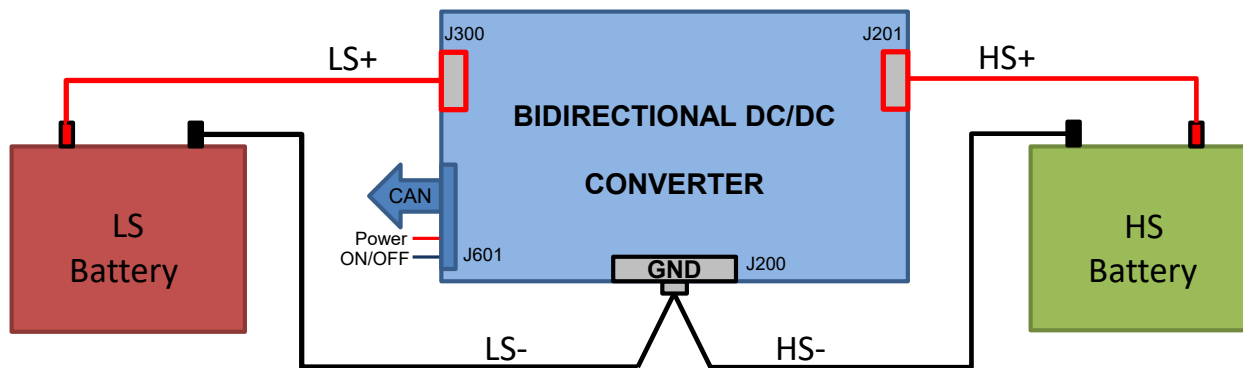 J300
J201
LS+
HS+
BIDIRECTIONAL DC/DC
CONVERTER
CAN
Power
ON/OFF
J601
GND
J200
LS
Battery
HS
Battery
LS-
HS-